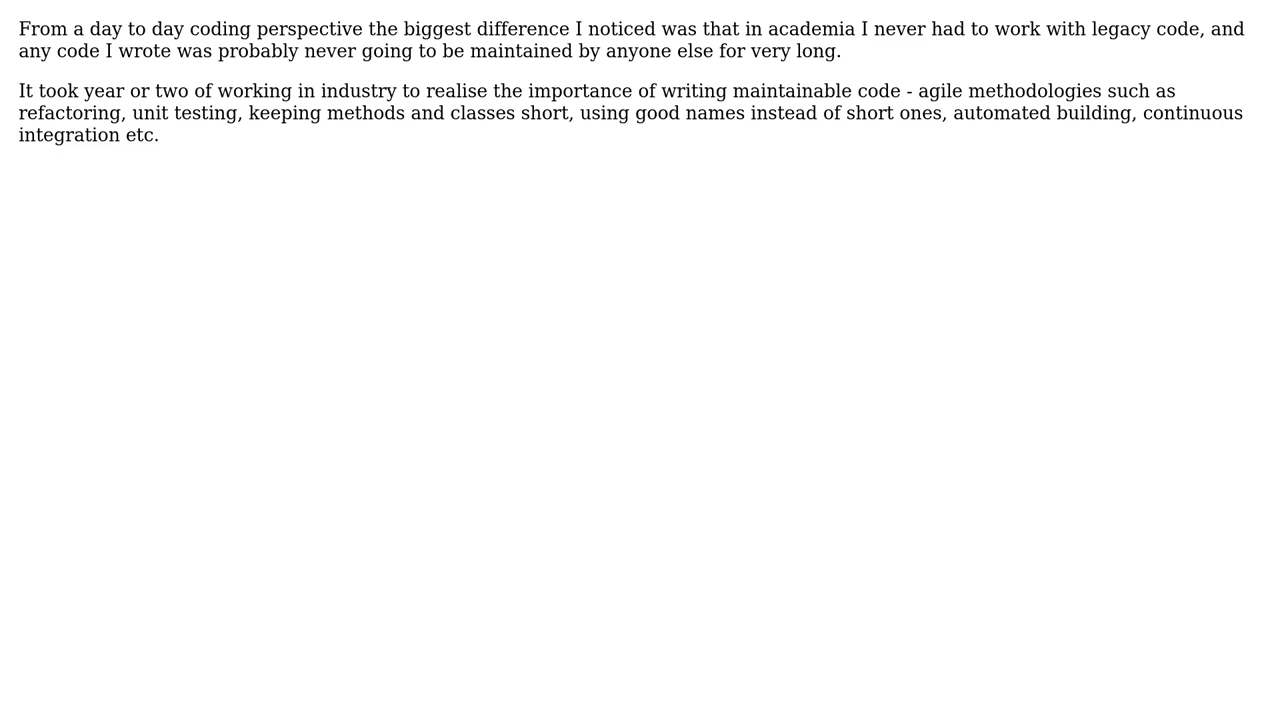 From a day to day coding perspective the biggest difference I noticed was that in academia I never had to work with legacy code, and
any code I wrote was probably never going to be maintained by anyone else for very long.
It took year or two of working in industry to realise the importance of writing maintainable code - agile methodologies such as
refactoring, unit testing, keeping methods and classes short, using good names instead of short ones, automated building, continuous
integration etc.